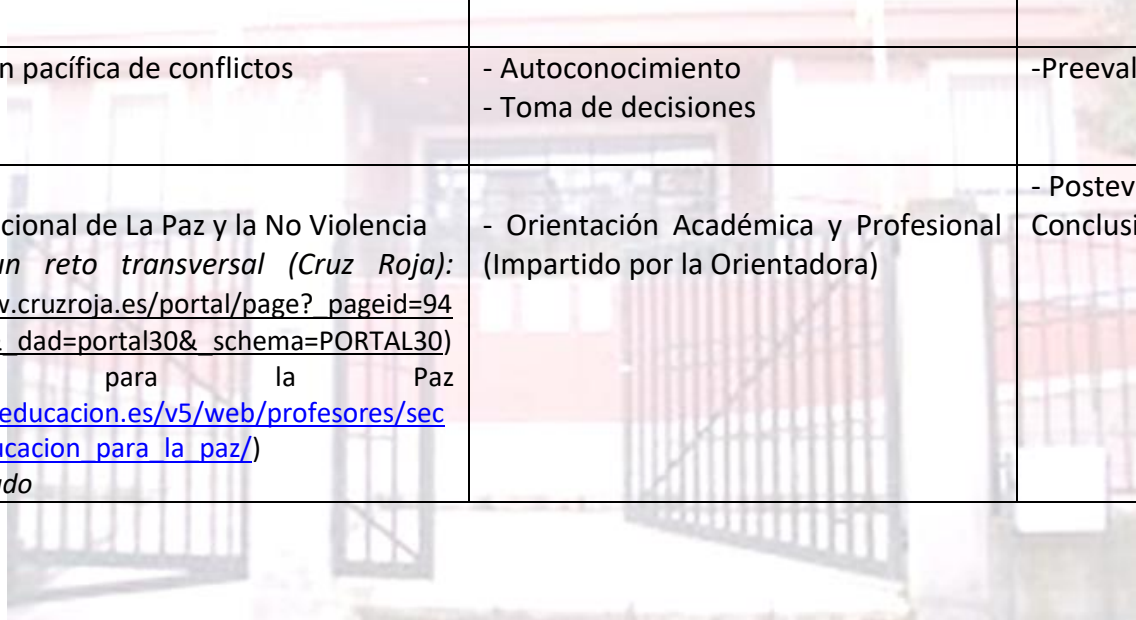 n pacífica de conflictos
- Autoconocimiento
- Toma de decisiones
-Preeval
cional de La Paz y la No Violencia
un reto transversal (Cruz Roja):
w.cruzroja.es/portal/page?_pageid=94
&_dad=portal30&_schema=PORTAL30)
para la Paz
educacion.es/v5/web/profesores/sec
ucacion_para_la_paz/)
ado
- Orientación Académica y Profesional
(Impartido por la Orientadora)
- Postev
Conclusi